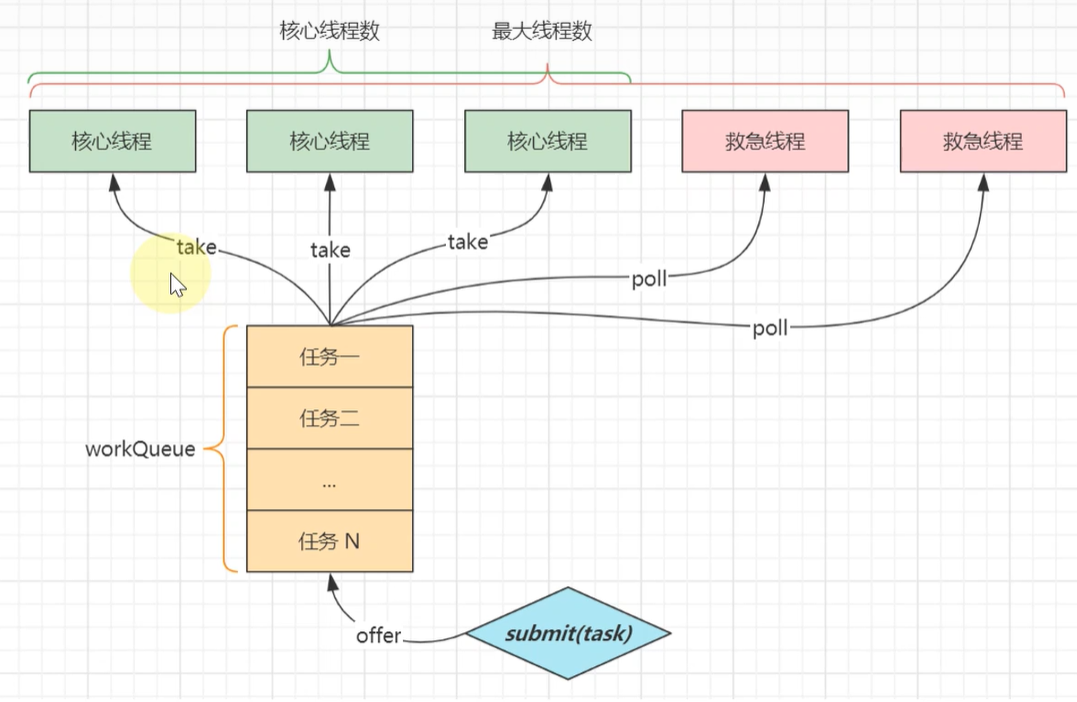 核心线程数
最大线程数
核心线程
核心线程
核心线程
救急线程
救急线程
take
take
take
poll
poll
任务一
任务二
...
任务 N
workQueue
offer
submit(task)